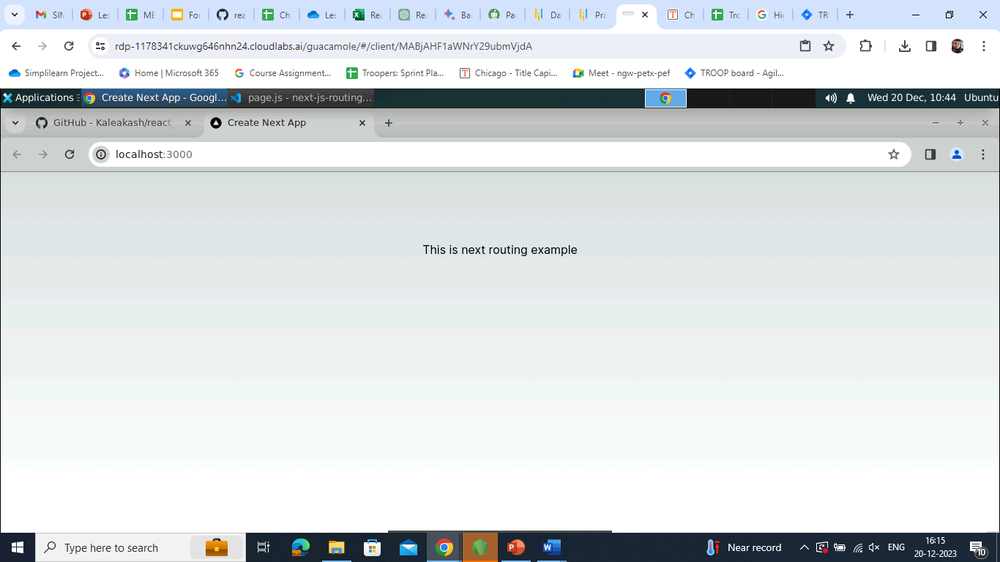 SIM
Les
ME
For
rea
Ch
Les
Rea
Rea
Ba
Par
Da
Pra
Ch
Tro
Hig
TR
rdp-1178341ckuwg646nhn24.cloudlabs.ai/guacamole/#/client/MABjAHF1aWNrY29ubmVjdA
Simplilearn Project... Home | Microsoft 365 Course Assignment... Troopers: Sprint Pla... Chicago - Title Capi... Meet - ngw-petx-pef TROOP board - Agil...
Applications Create Next App - Googl... page.js - next-js-routing... Wed 20 Dec, 10:44 Ubuntu
GitHub - Kaleakash/react_ Create Next App
localhost:3000
This is next routing example
Type here to search Near record ENG 16:15
20-12-2023 10